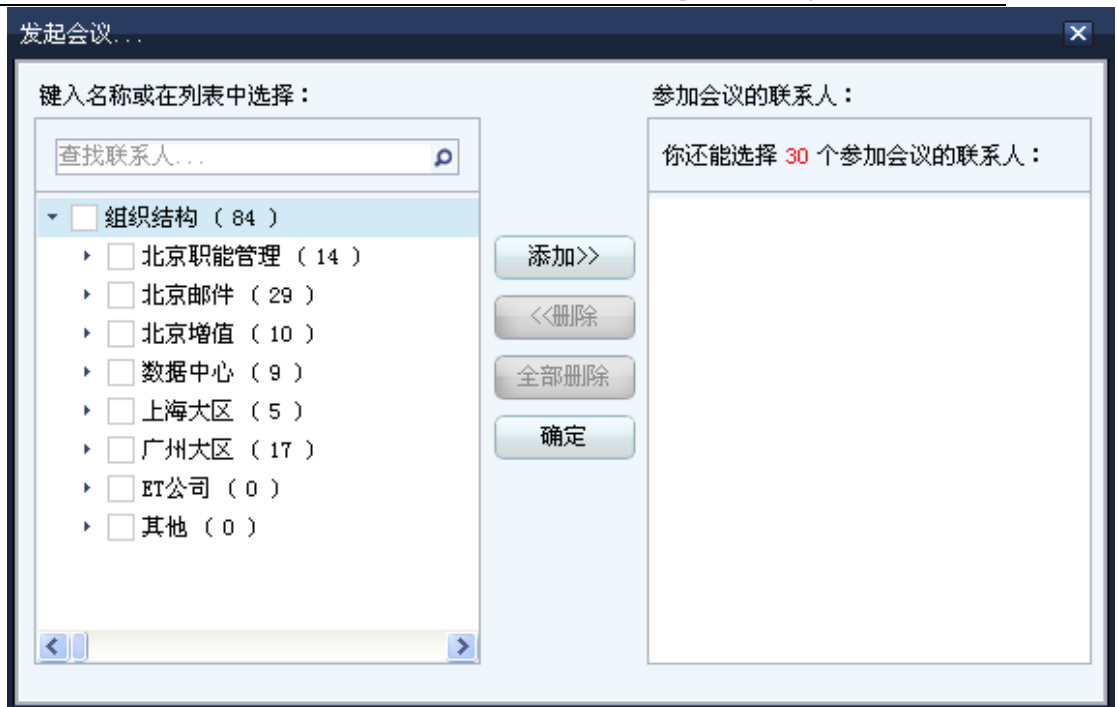 发起会议...
键入名称或在列表中选择：
查找联系人...
组织结构 ( 84 )
北京职能管理 ( 14 )
北京邮件 ( 29 )
北京增值 ( 10 )
数据中心 ( 9 )
上海大区 ( 5 )
广州大区 ( 17 )
ET公司 ( 0 )
其他 ( 0 )
添加>>
<<删除
全部删除
确定
参加会议的联系人：
你还能选择 30 个参加会议的联系人：